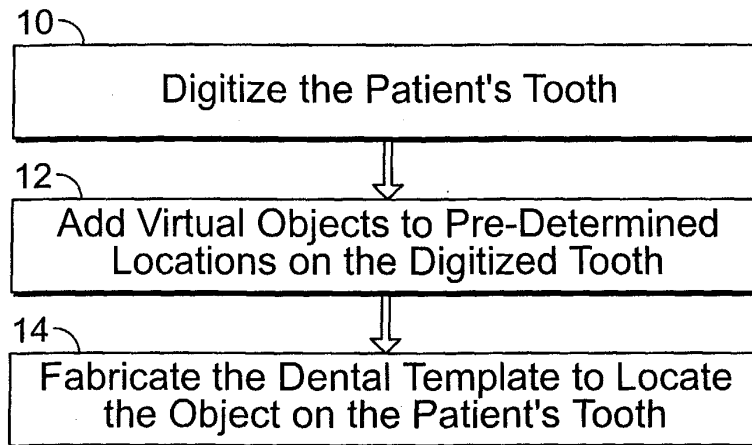 10
Digitize the Patient's Tooth
12
Add Virtual Objects to Pre-Determined
Locations on the Digitized Tooth
14
Fabricate the Dental Template to Locate
the Object on the Patient's Tooth